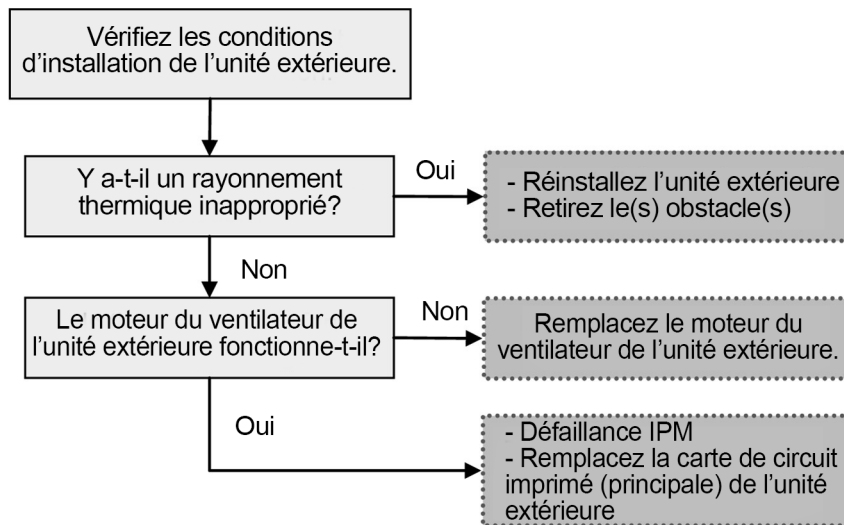 Vérifiez les conditions
d'installation de l'unité extérieure.
Y a-t-il un rayonnement
thermique inapproprié?
Oui
- Réinstallez l'unité extérieure
- Retirez le(s) obstacle(s)
Non
Le moteur du ventilateur de
l'unité extérieure fonctionne-t-il?
Non
Remplacez le moteur du
ventilateur de l'unité extérieure.
Oui
- Défaillance IPM
- Remplacez la carte de circuit
imprimé (principale) de l'unité
extérieure